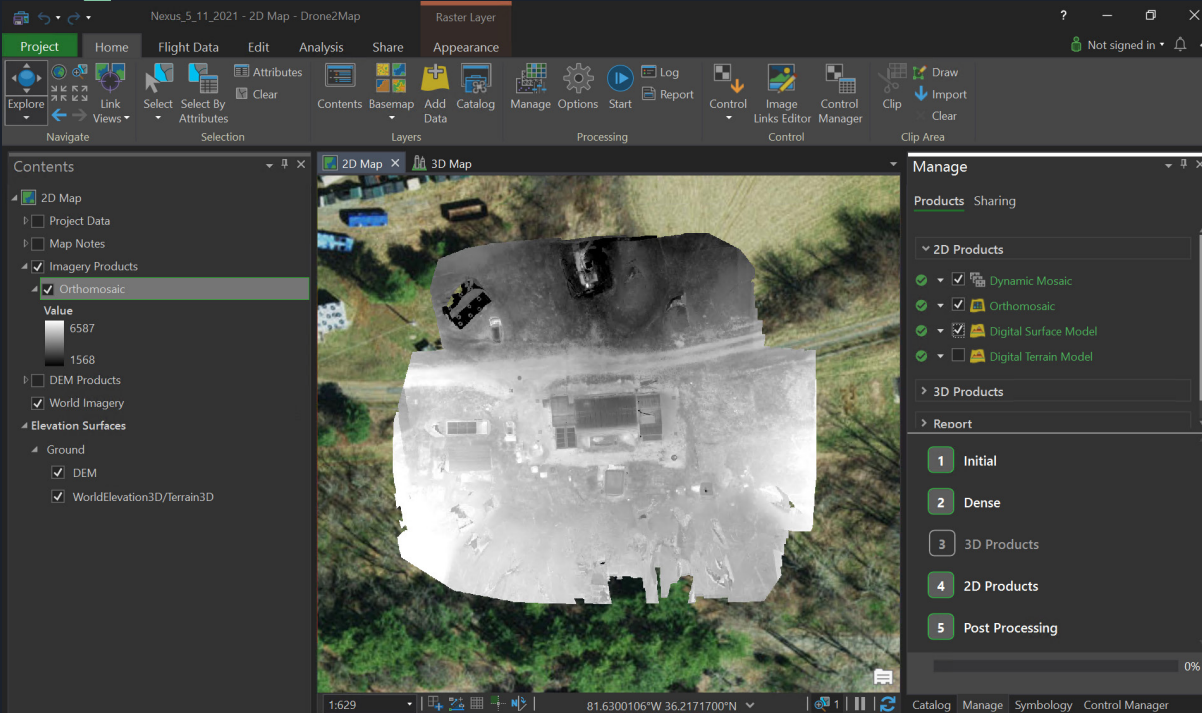 Nexus_5_11_2021 - 2D Map - Drone2Map
Raster Layer
?
Project
Home
Flight Data
Edit
Analysis
Share
Appearance
Not signed in
Explore
Link
Views
Navigate
Select
Select By
Attributes
Attributes
Clear
Selection
Contents
Basemap
Add
Data
Catalog
Layers
Manage
Options
Start
Log
Report
Processing
Control
Image
Links Editor
Control
Manager
Control
Clip
Draw
Import
Clear
Clip Area
Contents
2D Map
Project Data
Map Notes
Imagery Products
Orthomosaic
Value
6587
1568
DEM Products
World Imagery
Elevation Surfaces
Ground
DEM
WorldElevation3D/Terrain3D
2D Map
3D Map
1:629
81.6300106°W 36.2171700°N
1
Manage
Products
Sharing
2D Products
Dynamic Mosaic
Orthomosaic
Digital Surface Model
Digital Terrain Model
3D Products
Report
1 Initial
2 Dense
3 3D Products
4 2D Products
5 Post Processing
0%
Catalog
Manage
Symbology
Control Manager